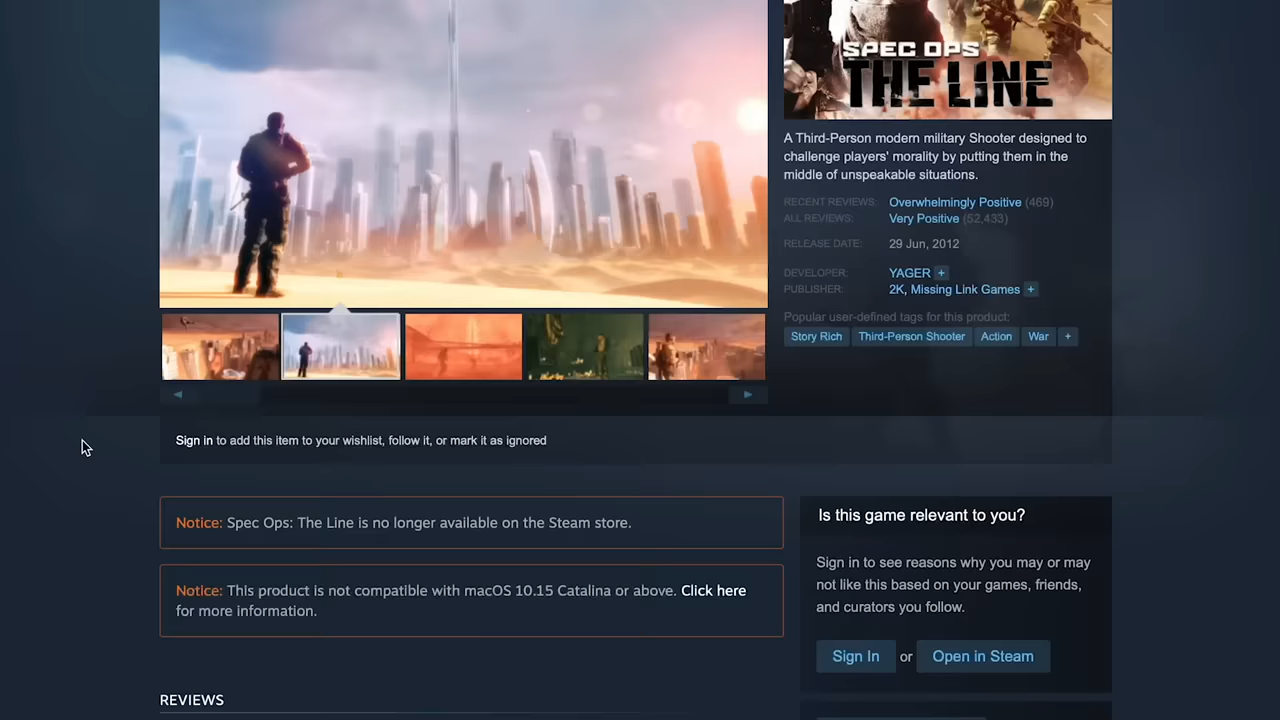 SPEC OPS
THE LINE
A Third-Person modern military Shooter designed to
challenge players' morality by putting them in the
middle of unspeakable situations.
RECENT REVIEWS: Overwhelmingly Positive (469)
ALL REVIEWS: Very Positive (52,433)
RELEASE DATE: 29 Jun, 2012
DEVELOPER: YAGER +
PUBLISHER: 2K, Missing Link Games +
Popular user-defined tags for this product:
Story Rich Third-Person Shooter Action War +
Sign in to add this item to your wishlist, follow it, or mark it as ignored
Notice: Spec Ops: The Line is no longer available on the Steam store.
Notice: This product is not compatible with macOS 10.15 Catalina or above. Click here
for more information.
Is this game relevant to you?
Sign in to see reasons why you may or may
not like this based on your games, friends,
and curators you follow.
Sign In or Open in Steam
REVIEWS